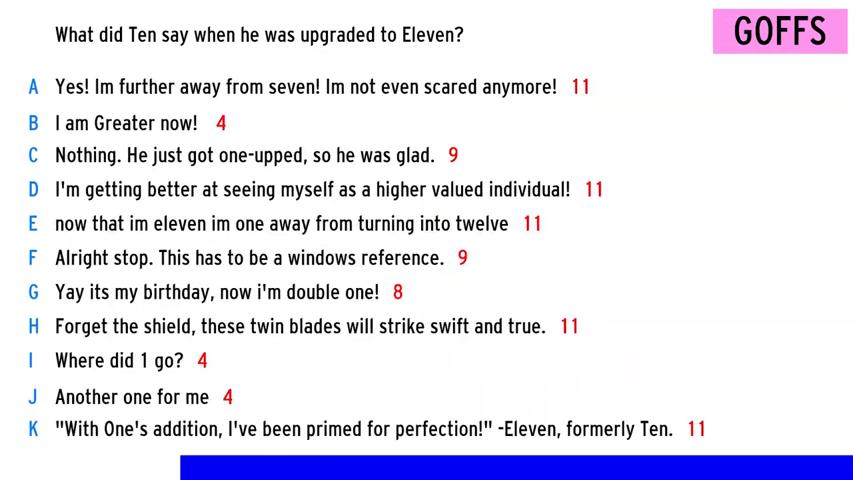 What did Ten say when he was upgraded to Eleven?
GOFFS
A Yes! Im further away from seven! Im not even scared anymore! 11
B I am Greater now! 4
C Nothing. He just got one-upped, so he was glad. 9
D I'm getting better at seeing myself as a higher valued individual! 11
E now that im eleven im one away from turning into twelve 11
F Alright stop. This has to be a windows reference. 9
G Yay its my birthday, now i'm double one! 8
H Forget the shield, these twin blades will strike swift and true. 11
I Where did 1 go? 4
J Another one for me 4
K "With One's addition, I've been primed for perfection!" -Eleven, formerly Ten. 11